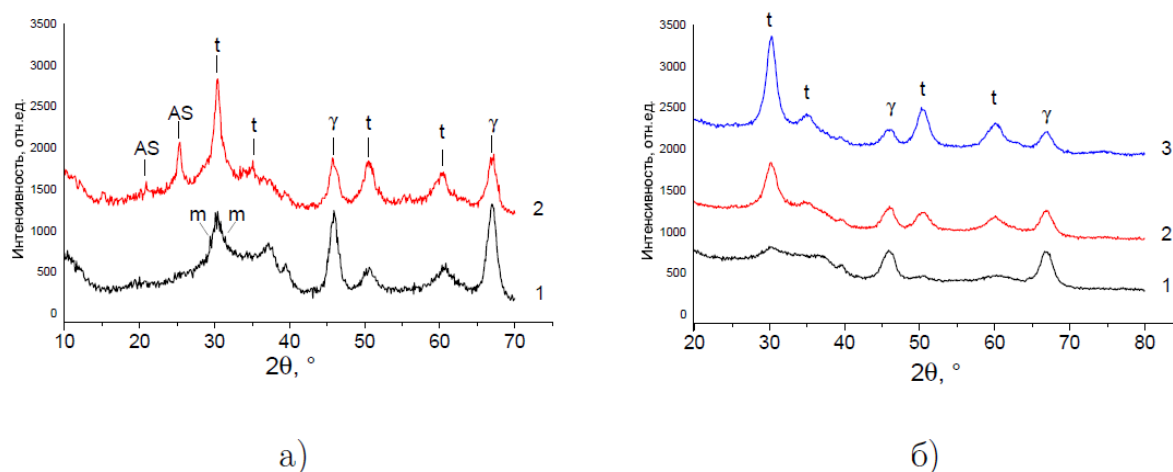 Интенсивность, отн.ед.
3500
3000
2500
2000
1500
1000
500
0
AS
AS
t
t
γ
t
t
γ
2
m
m
1
10
20
30
40
50
60
70
2θ, °
а)
Интенсивность, отн.ед.
3500
3000
2500
2000
1500
1000
500
0
t
t
γ
t
t
γ
3
2
1
20
30
40
50
60
70
80
2θ, °
б)